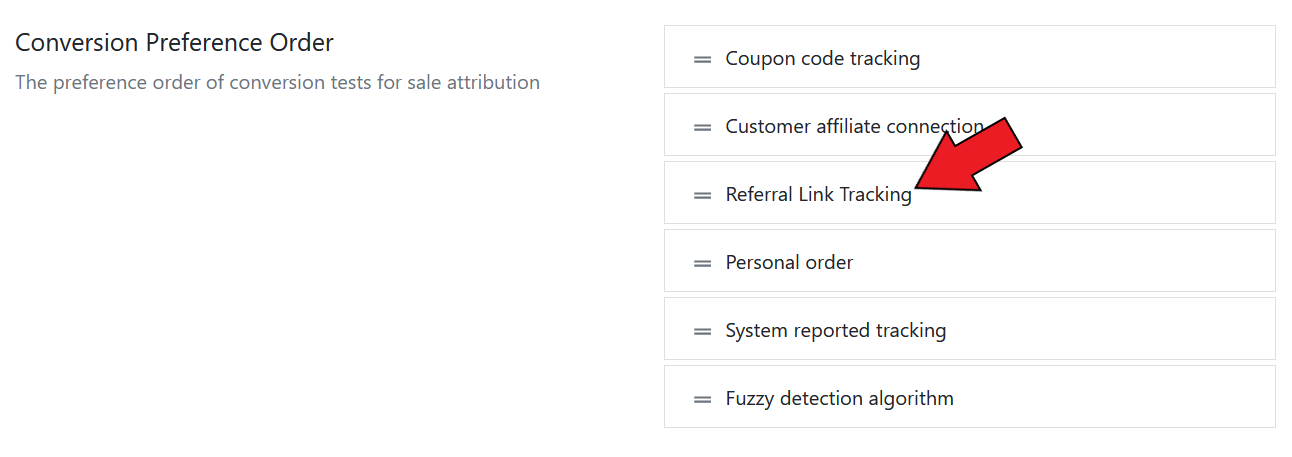 Conversion Preference Order
The preference order of conversion tests for sale attribution
Coupon code tracking
Customer affiliate connection
Referral Link Tracking
Personal order
System reported tracking
Fuzzy detection algorithm